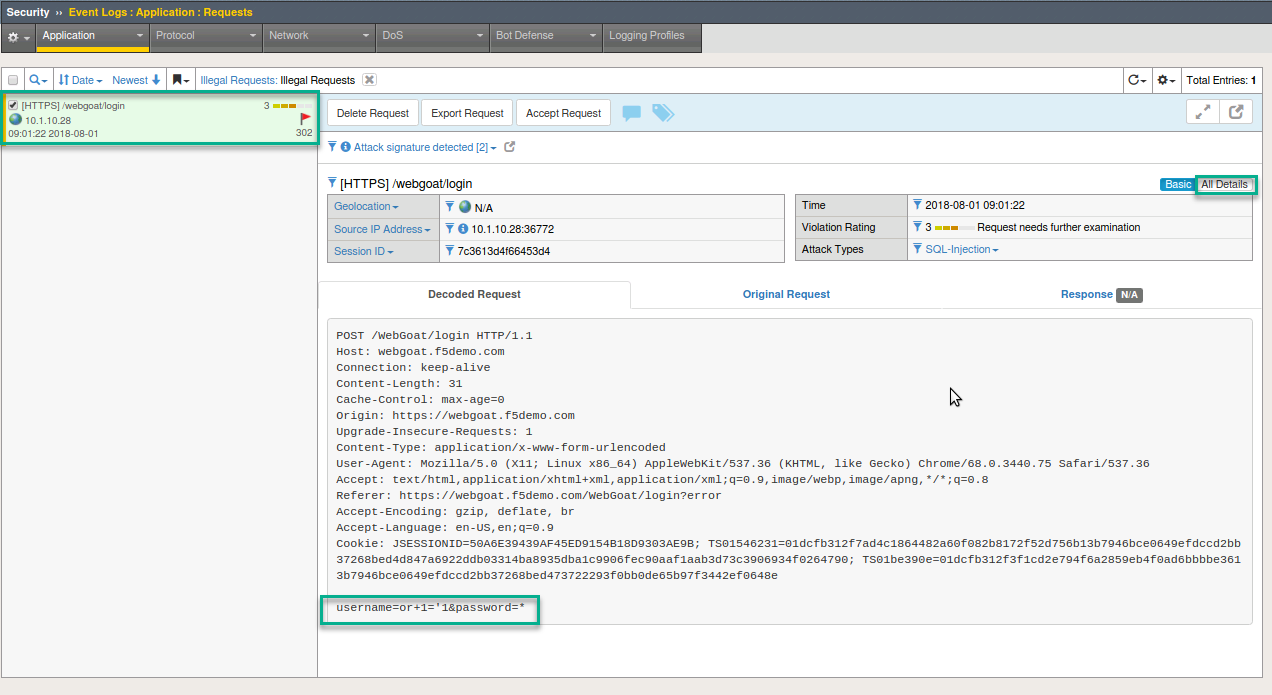 Security ›› Event Logs : Application : Requests
Application Protocol Network DoS Bot Defense Logging Profiles
Date Newest Illegal Requests: Illegal Requests Total Entries: 1
[HTTPS] /webgoat/login 3
10.1.10.28
09:01:22 2018-08-01 302
Delete Request Export Request Accept Request
Attack signature detected [2]
[HTTPS] /webgoat/login Basic All Details
Geolocation N/A
Source IP Address 10.1.10.28:36772
Session ID 7c3613d4f66453d4
Time 2018-08-01 09:01:22
Violation Rating 3 Request needs further examination
Attack Types SQL-Injection
Decoded Request Original Request Response N/A
POST /WebGoat/login HTTP/1.1
Host: webgoat.f5demo.com
Connection: keep-alive
Content-Length: 31
Cache-Control: max-age=0
Origin: https://webgoat.f5demo.com
Upgrade-Insecure-Requests: 1
Content-Type: application/x-www-form-urlencoded
User-Agent: Mozilla/5.0 (X11; Linux x86_64) AppleWebKit/537.36 (KHTML, like Gecko) Chrome/68.0.3440.75 Safari/537.36
Accept: text/html,application/xhtml+xml,application/xml;q=0.9,image/webp,image/apng,*/*;q=0.8
Referer: https://webgoat.f5demo.com/WebGoat/login?error
Accept-Encoding: gzip, deflate, br
Accept-Language: en-US,en;q=0.9
Cookie: JSESSIONID=50A6E39439AF45ED9154B18D9303AE9B; TS01546231=01dcfb312f7ad4c1864482a60f082b8172f52d756b13b7946bce0649efdccd2bb
37268bed4d847a6922ddb03314ba8935dba1c9906fec90aaf1aab3d73c3906934f0264790; TS01be390e=01dcfb312f3f1cd2e794f6a2859eb4f0ad6bbbbe361
3b7946bce0649efdccd2bb37268bed473722293f0bb0de65b97f3442ef0648e
username=or+1='1&password=*